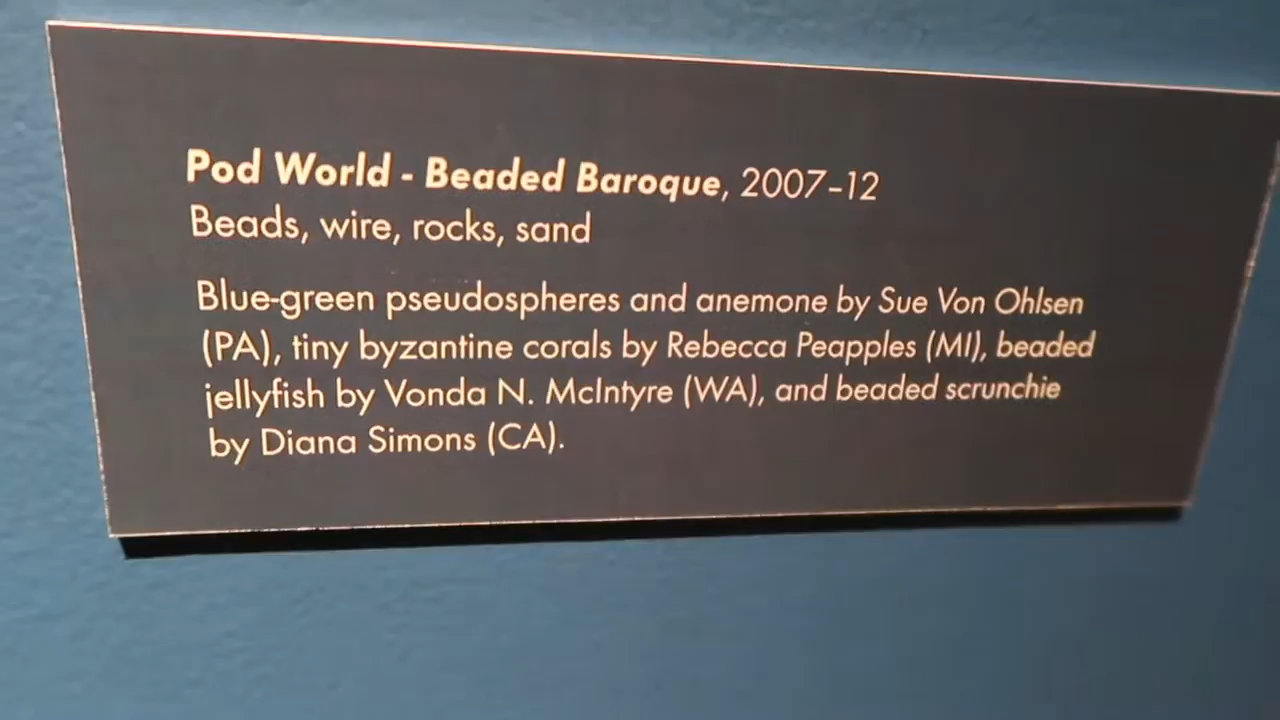 Pod World - Beaded Baroque, 2007–12
Beads, wire, rocks, sand
Blue-green pseudospheres and anemone by Sue Von Ohlsen
(PA), tiny byzantine corals by Rebecca Peapples (MI), beaded
jellyfish by Vonda N. McIntyre (WA), and beaded scrunchie
by Diana Simons (CA).